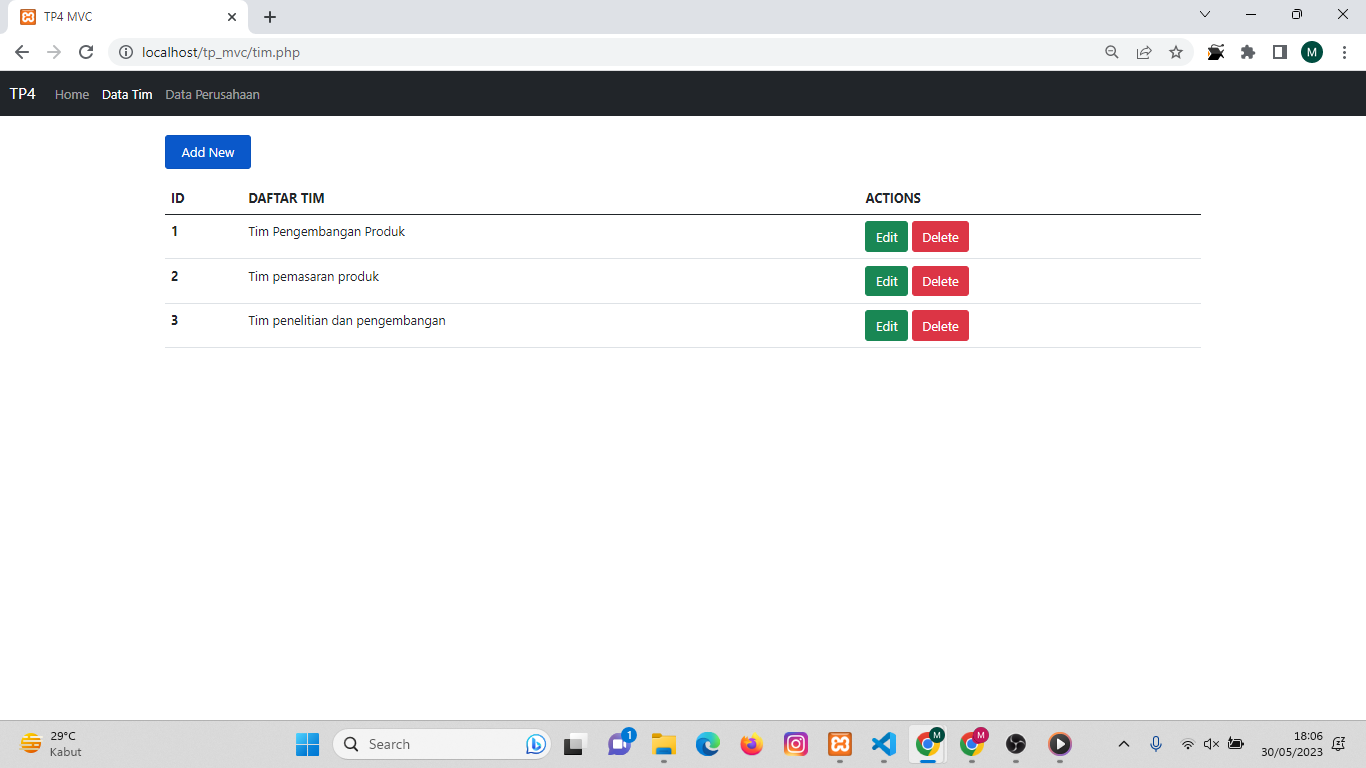 TP4 MVC
localhost/tp_mvc/tim.php
M
TP4 Home Data Tim Data Perusahaan
Add New
ID DAFTAR TIM ACTIONS
1 Tim Pengembangan Produk Edit Delete
2 Tim pemasaran produk Edit Delete
3 Tim penelitian dan pengembangan Edit Delete
29°C
Kabut
Search
1
M
M
18:06
30/05/2023